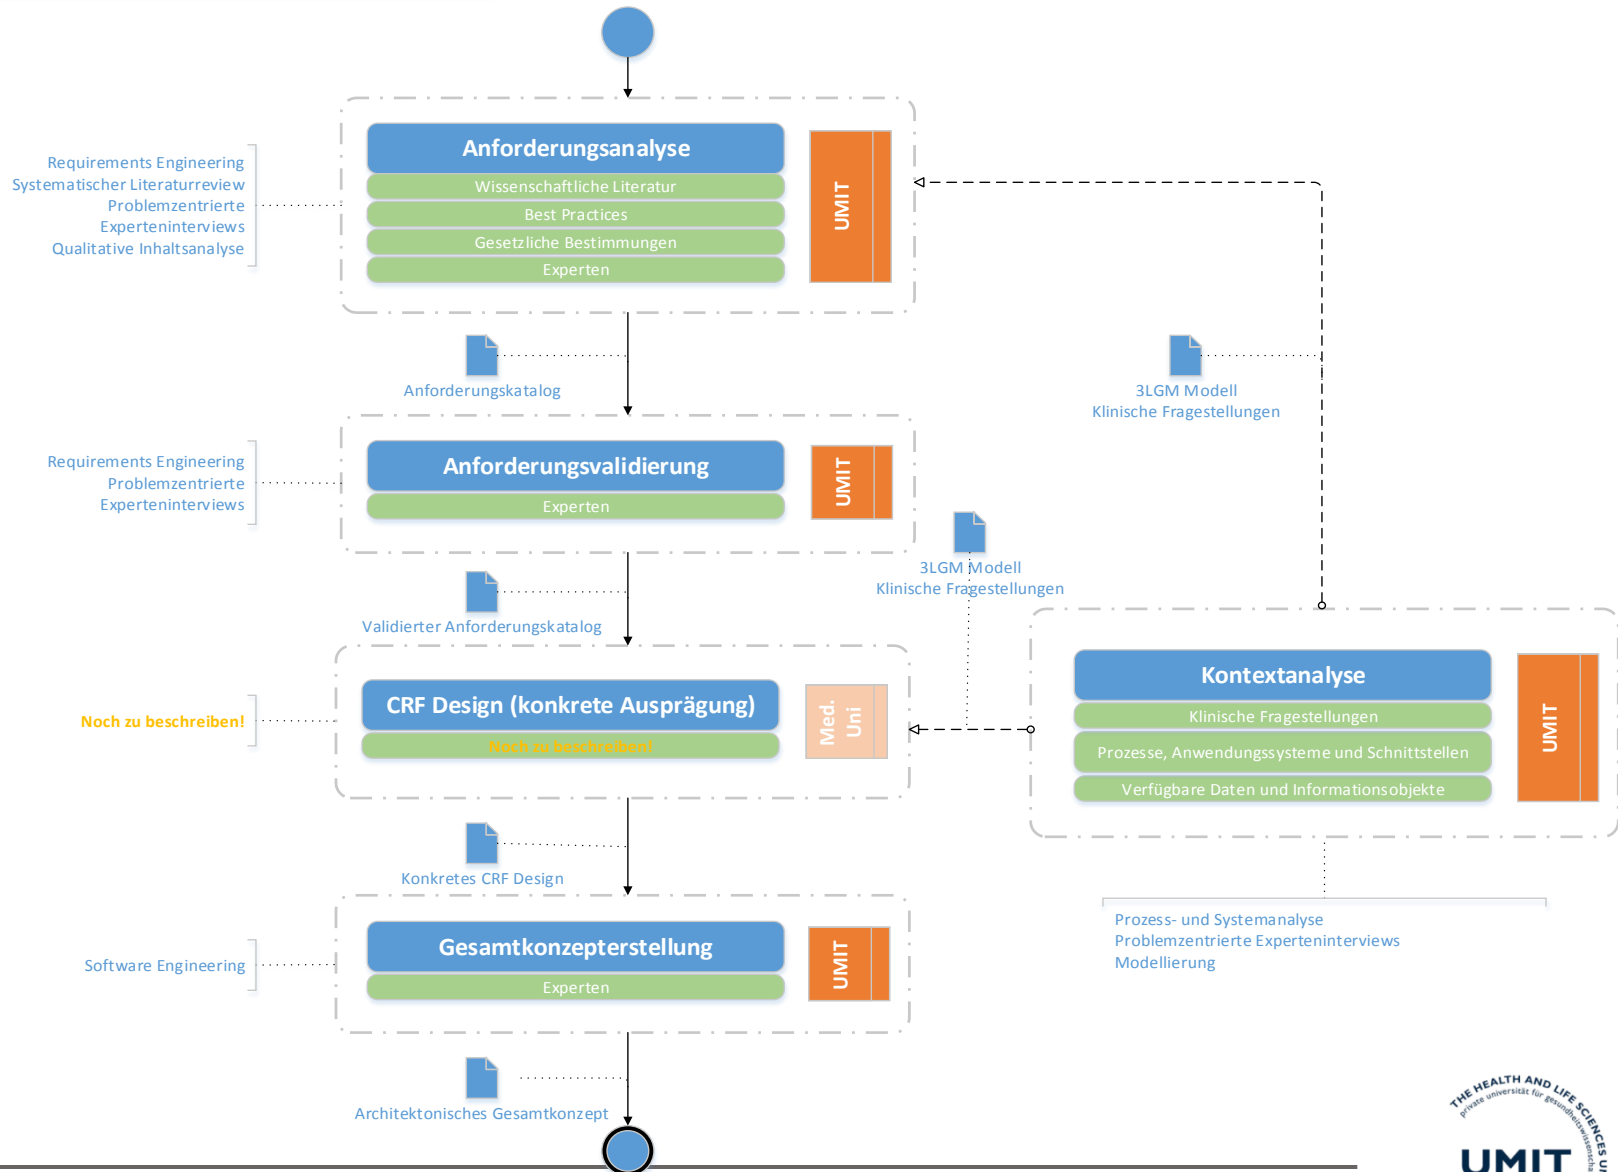 Anforderungsanalyse
Wissenschaftliche Literatur
Best Practices
Gesetzliche Bestimmungen
Experten
UMIT
Requirements Engineering
Systematischer Literaturreview
Problemzentrierte
Experteninterviews
Qualitative Inhaltsanalyse
Anforderungskatalog
3LGM Modell
Klinische Fragestellungen
Anforderungsvalidierung
Experten
UMIT
Requirements Engineering
Problemzentrierte
Experteninterviews
3LGM Modell
Klinische Fragestellungen
Validierter Anforderungskatalog
CRF Design (konkrete Ausprägung)
Noch zu beschreiben!
Med.
Uni
Noch zu beschreiben!
Kontextanalyse
Klinische Fragestellungen
Prozesse, Anwendungssysteme und Schnittstellen
Verfügbare Daten und Informationsobjekte
UMIT
Konkretes CRF Design
Prozess- und Systemanalyse
Problemzentrierte Experteninterviews
Modellierung
Gesamtkonzepterstellung
Experten
UMIT
Software Engineering
Architektonisches Gesamtkonzept
THE HEALTH AND LIFE SCIENCES
private universität für
UMIT